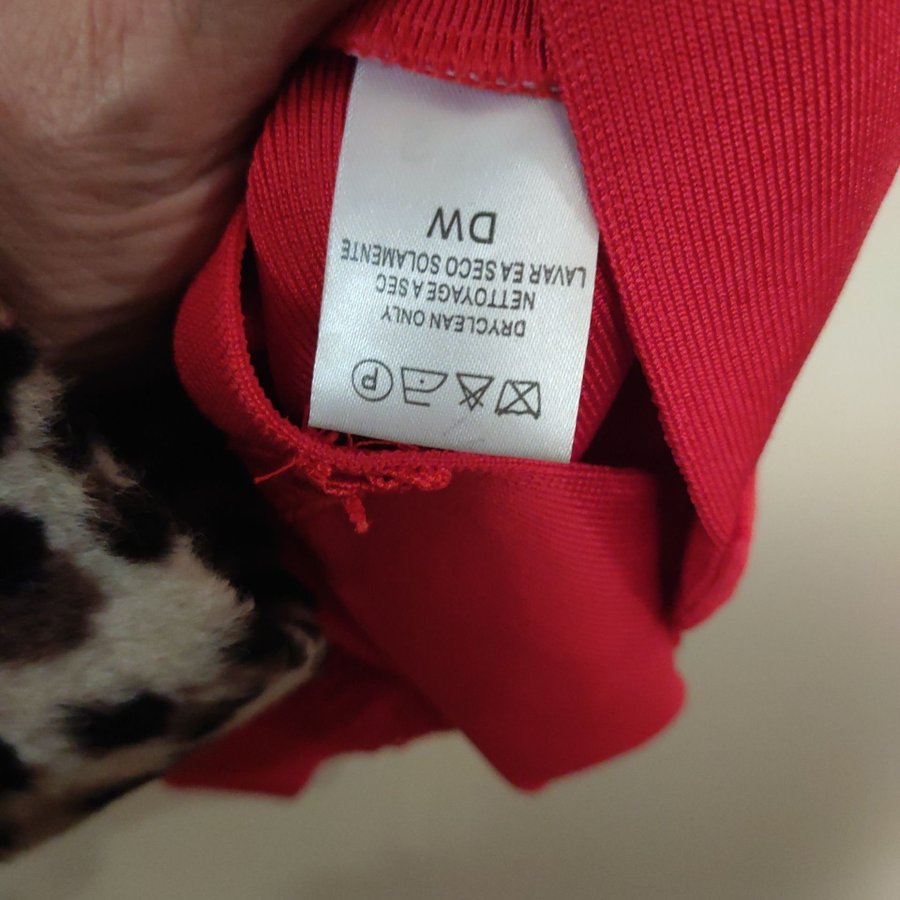 P
DRYCLEAN ONLY
NETTOYAGE A SEC
LAVAR EA SECO SOLAMENTE
DW